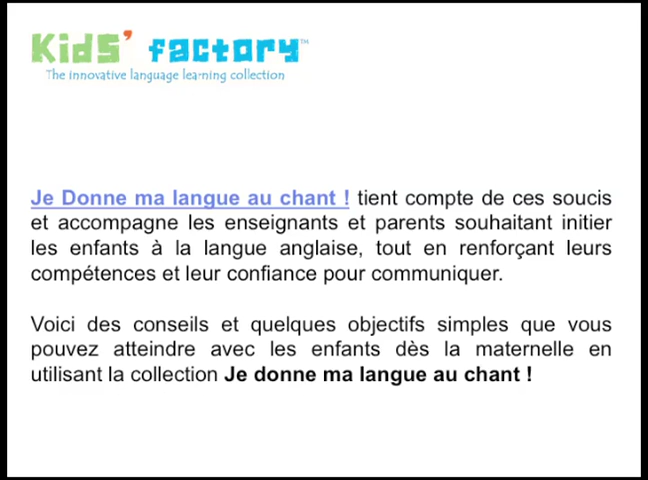 Kids' factory™
The innovative language learning collection
Je Donne ma langue au chant ! tient compte de ces soucis
et accompagne les enseignants et parents souhaitant initier
les enfants à la langue anglaise, tout en renforçant leurs
compétences et leur confiance pour communiquer.
Voici des conseils et quelques objectifs simples que vous
pouvez atteindre avec les enfants dès la maternelle en
utilisant la collection Je donne ma langue au chant !